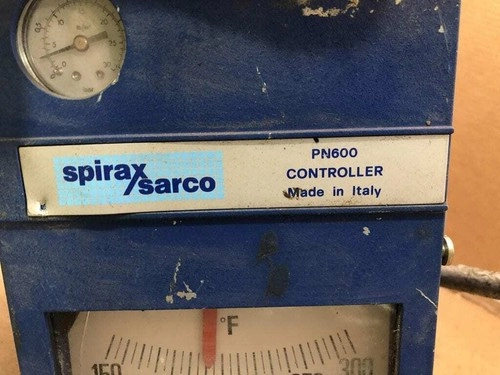 spirax
sarco
PN600
CONTROLLER
Made in Italy
°F
150
300